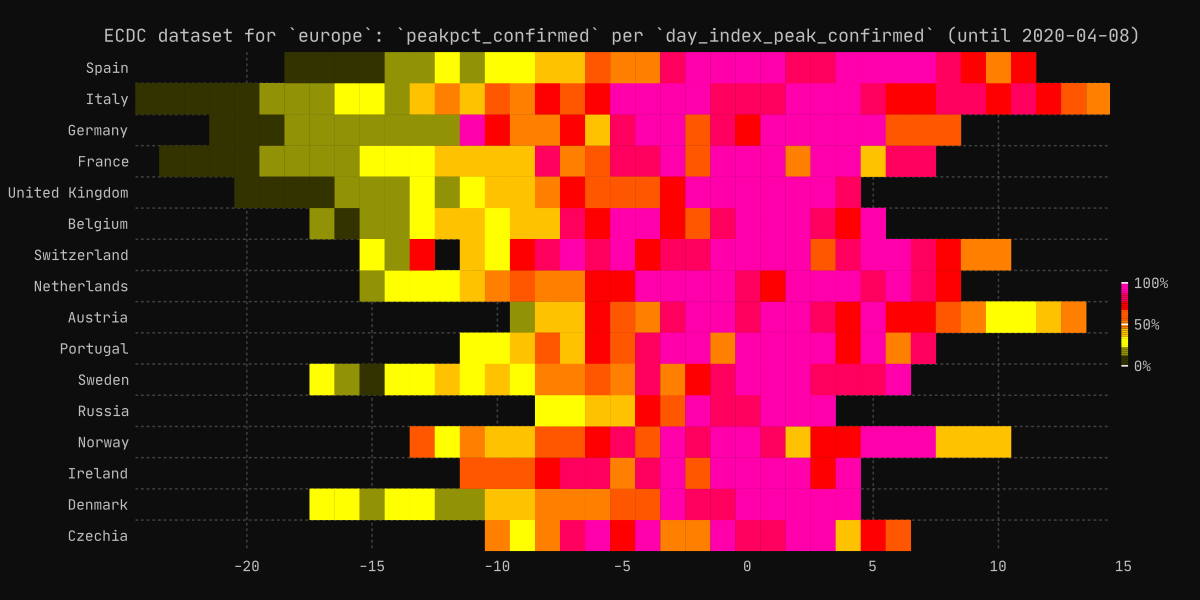 ECDC dataset for `europe`: `peakpct_confirmed` per `day_index_peak_confirmed` (until 2020-04-08)
Spain
Italy
Germany
France
United Kingdom
Belgium
Switzerland
Netherlands
Austria
Portugal
Sweden
Russia
Norway
Ireland
Denmark
Czechia
100%
50%
0%
−20 −15 −10 −5 0 5 10 15